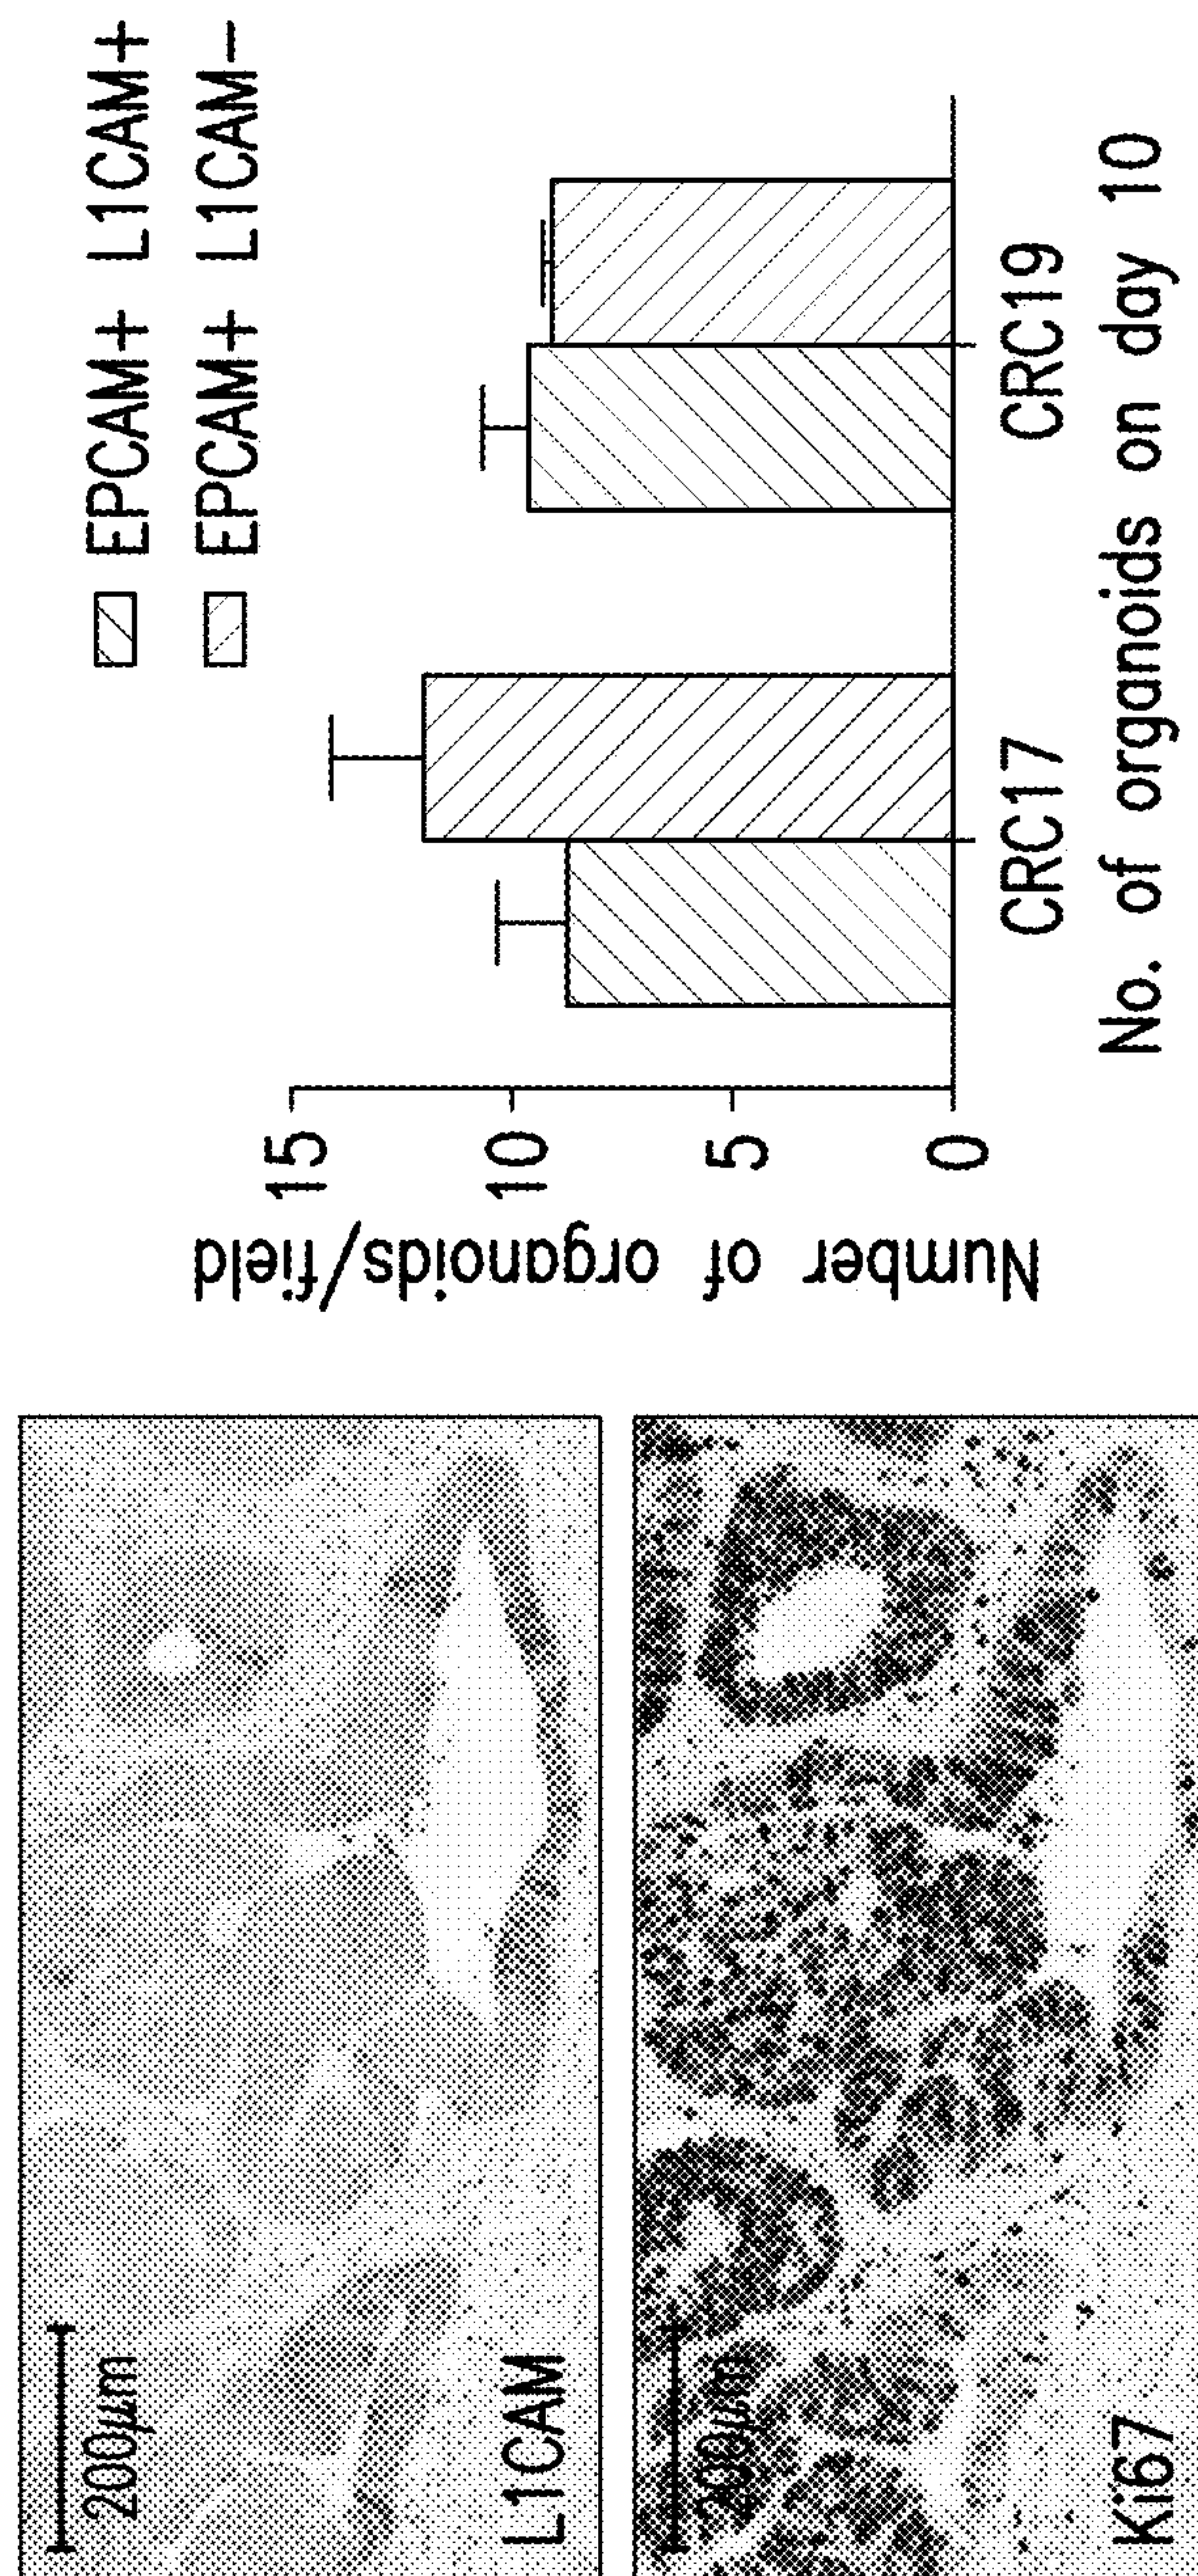 200µm
L1CAM
200µm
Ki67
Number of organoids/field
15
10
5
0
EPCAM+ L1CAM+
EPCAM+ L1CAM−
CRC17 CRC19
No. of organoids on day 10